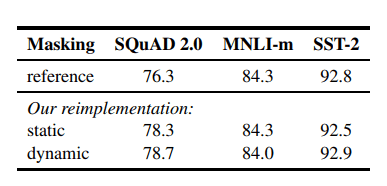 Masking SQuAD 2.0 MNLI-m SST-2
reference 76.3 84.3 92.8
Our reimplementation:
static 78.3 84.3 92.5
dynamic 78.7 84.0 92.9